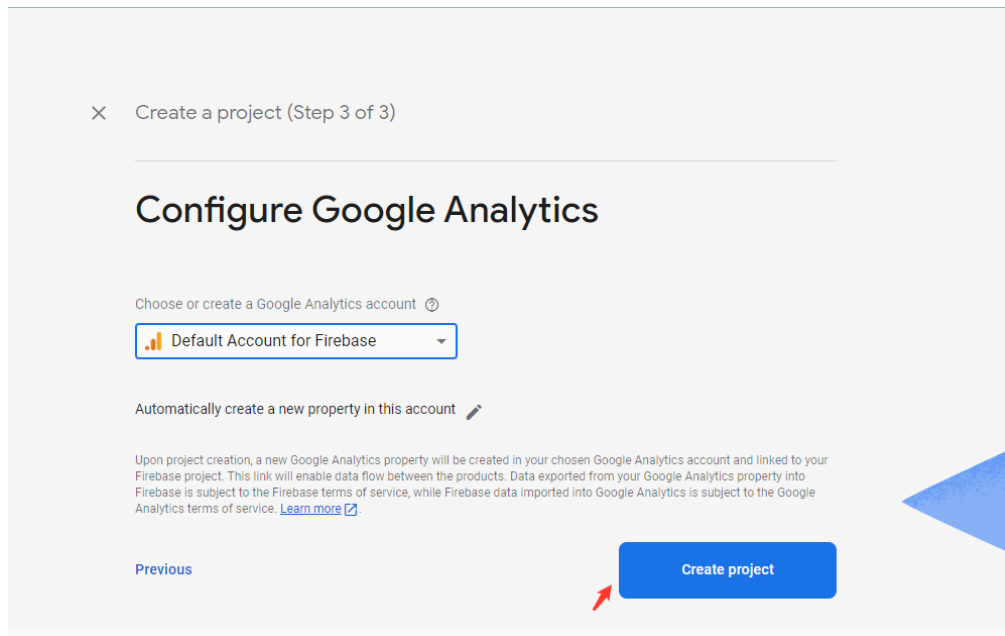 Create a project (Step 3 of 3)
Configure Google Analytics
Choose or create a Google Analytics account
Default Account for Firebase
Automatically create a new property in this account
Upon project creation, a new Google Analytics property will be created in your chosen Google Analytics account and linked to your
Firebase project. This link will enable data flow between the products. Data exported from your Google Analytics property into
Firebase is subject to the Firebase terms of service, while Firebase data imported into Google Analytics is subject to the Google
Analytics terms of service. Learn more.
Previous
Create project